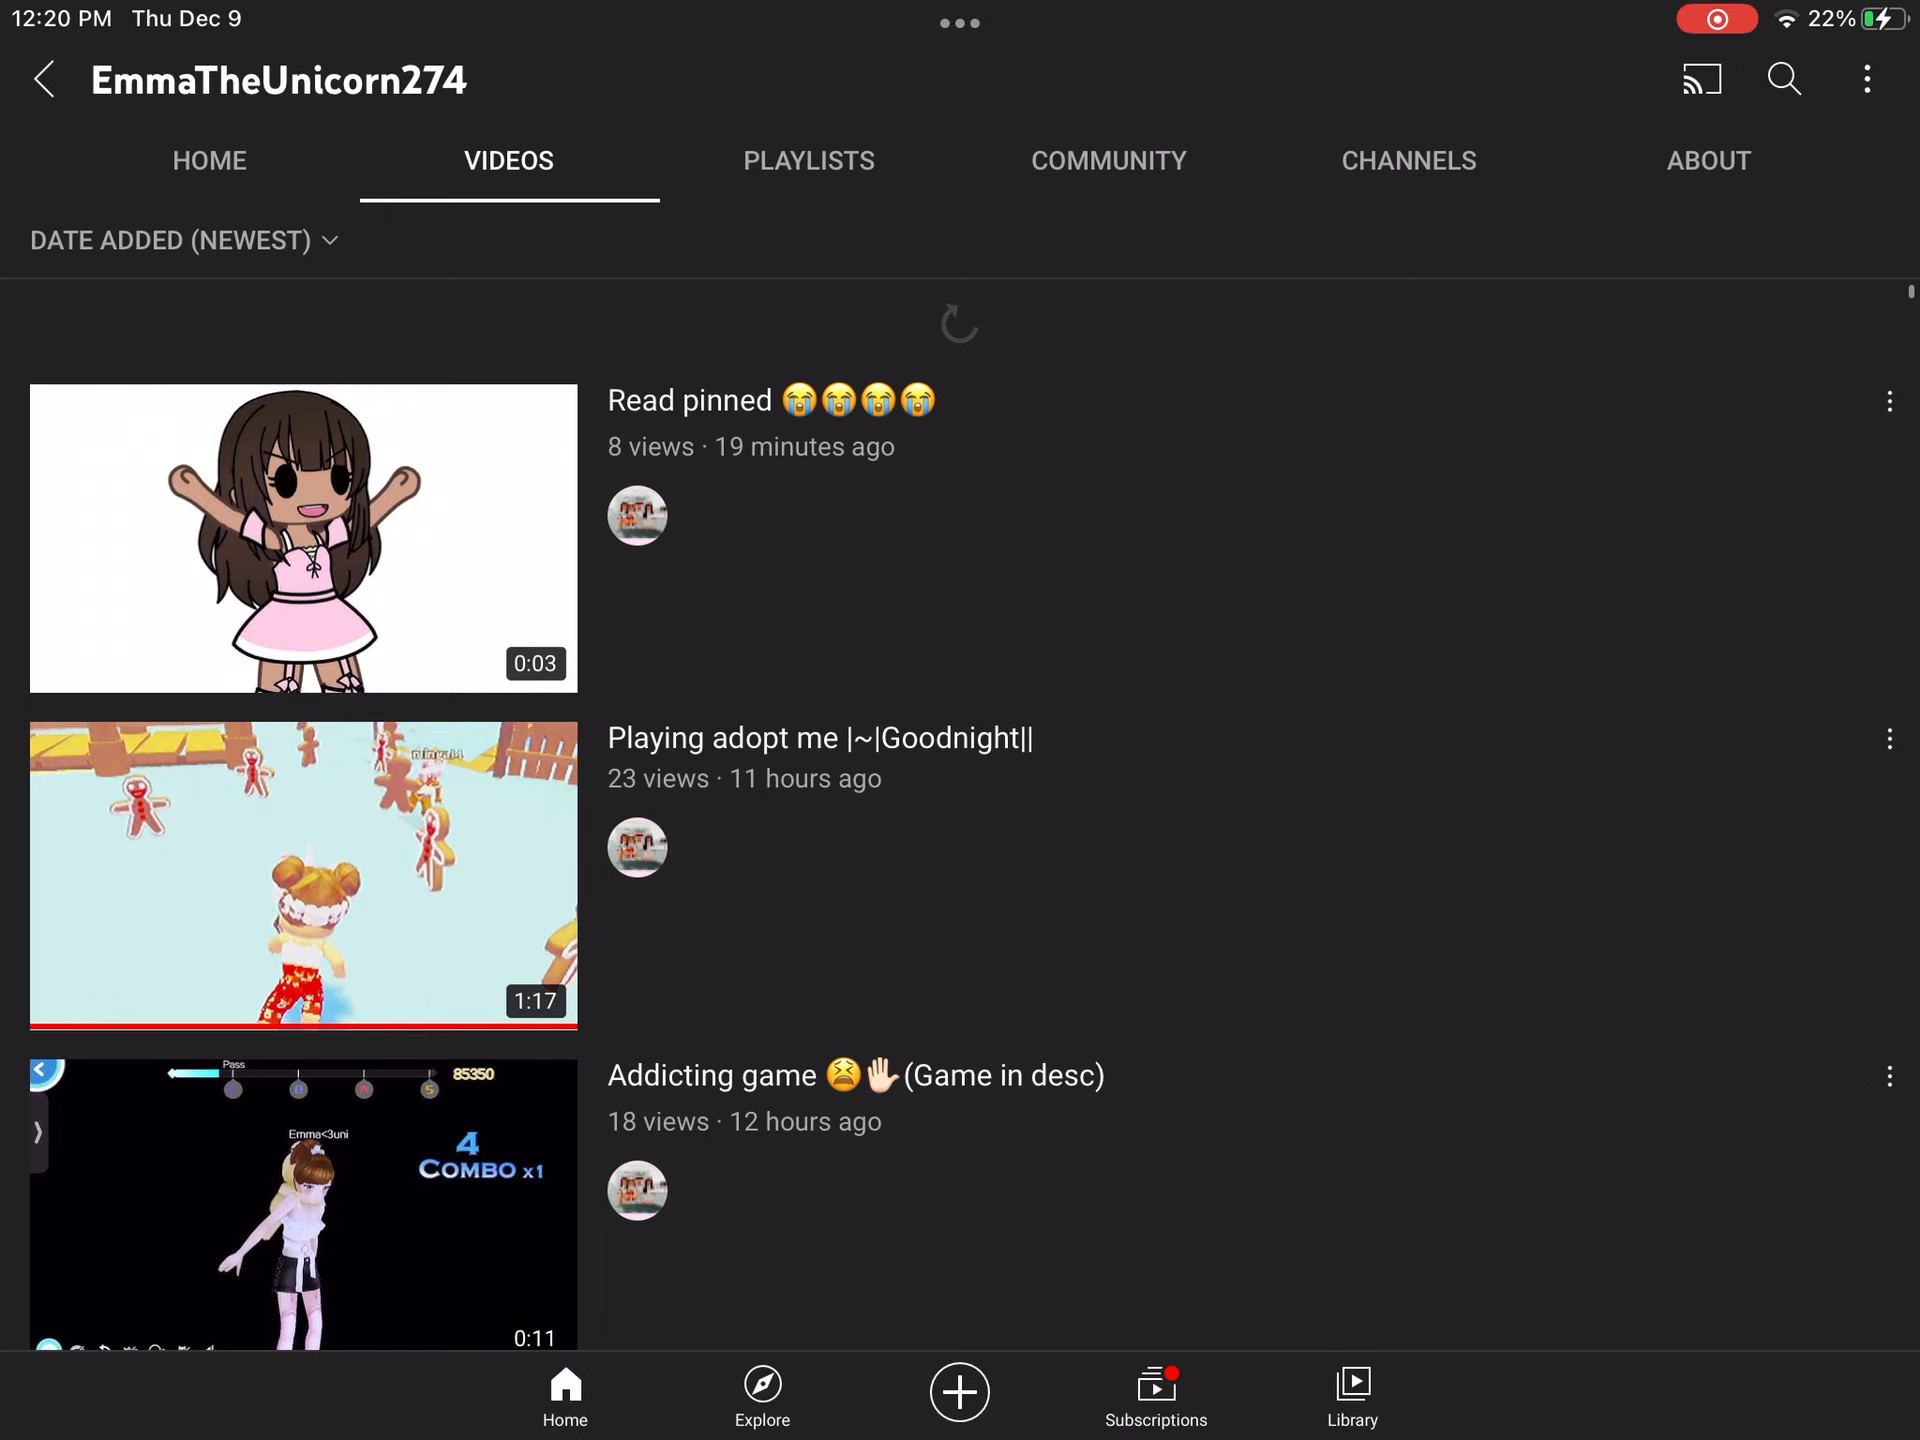 12:20 PM Thu Dec 9
22%
EmmaTheUnicorn274
HOME VIDEOS PLAYLISTS COMMUNITY CHANNELS ABOUT
DATE ADDED (NEWEST)
Read pinned 😭😭😭😭
8 views · 19 minutes ago
0:03
Playing adopt me |~|Goodnight||
23 views · 11 hours ago
1:17
Addicting game 😫✋🏻(Game in desc)
18 views · 12 hours ago
Pass
B A S
85350
Emma<3uni
4
COMBO x1
0:11
Home Explore Subscriptions Library